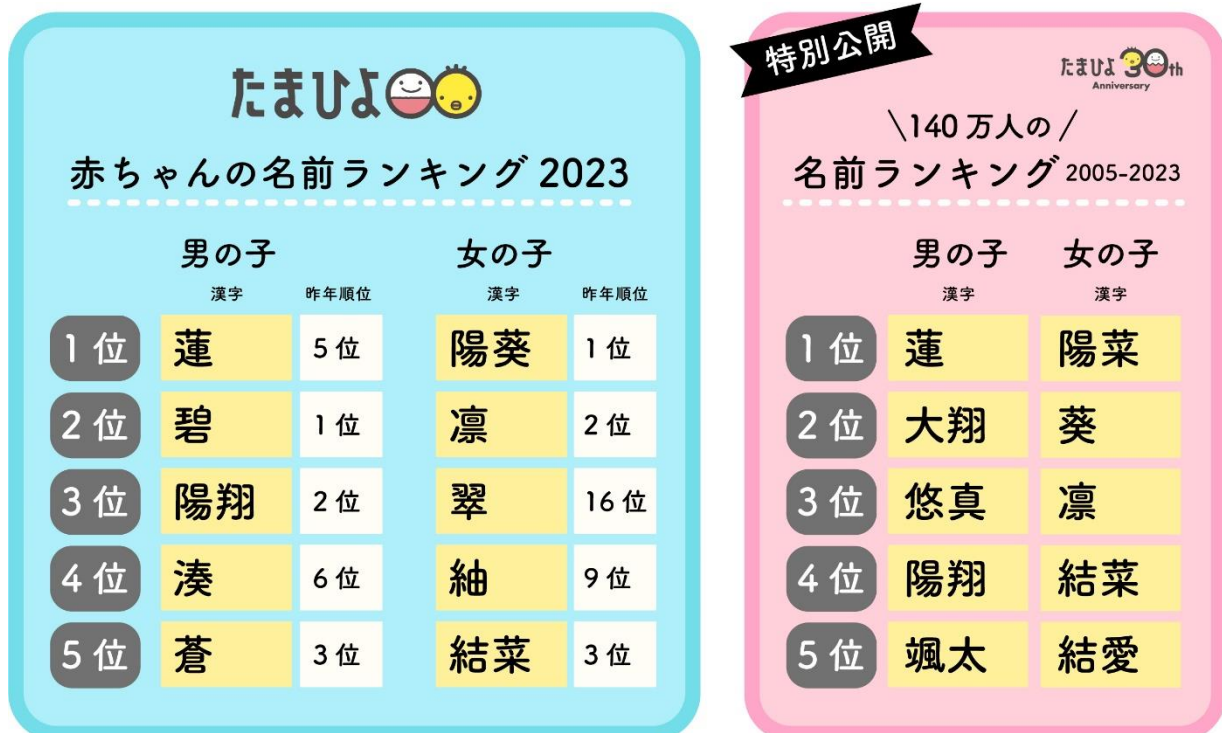 たまひよ
赤ちゃんの名前ランキング 2023
男の子 女の子
漢字 昨年順位 漢字 昨年順位
1位 蓮 5位 陽葵 1位
2位 碧 1位 凛 2位
3位 陽翔 2位 翠 16位
4位 湊 6位 紬 9位
5位 蒼 3位 結菜 3位
特別公開
たまひよ 30th
Anniversary
\140万人の/
名前ランキング 2005-2023
男の子 女の子
漢字 漢字
1位 蓮 陽菜
2位 大翔 葵
3位 悠真 凛
4位 陽翔 結菜
5位 颯太 結愛